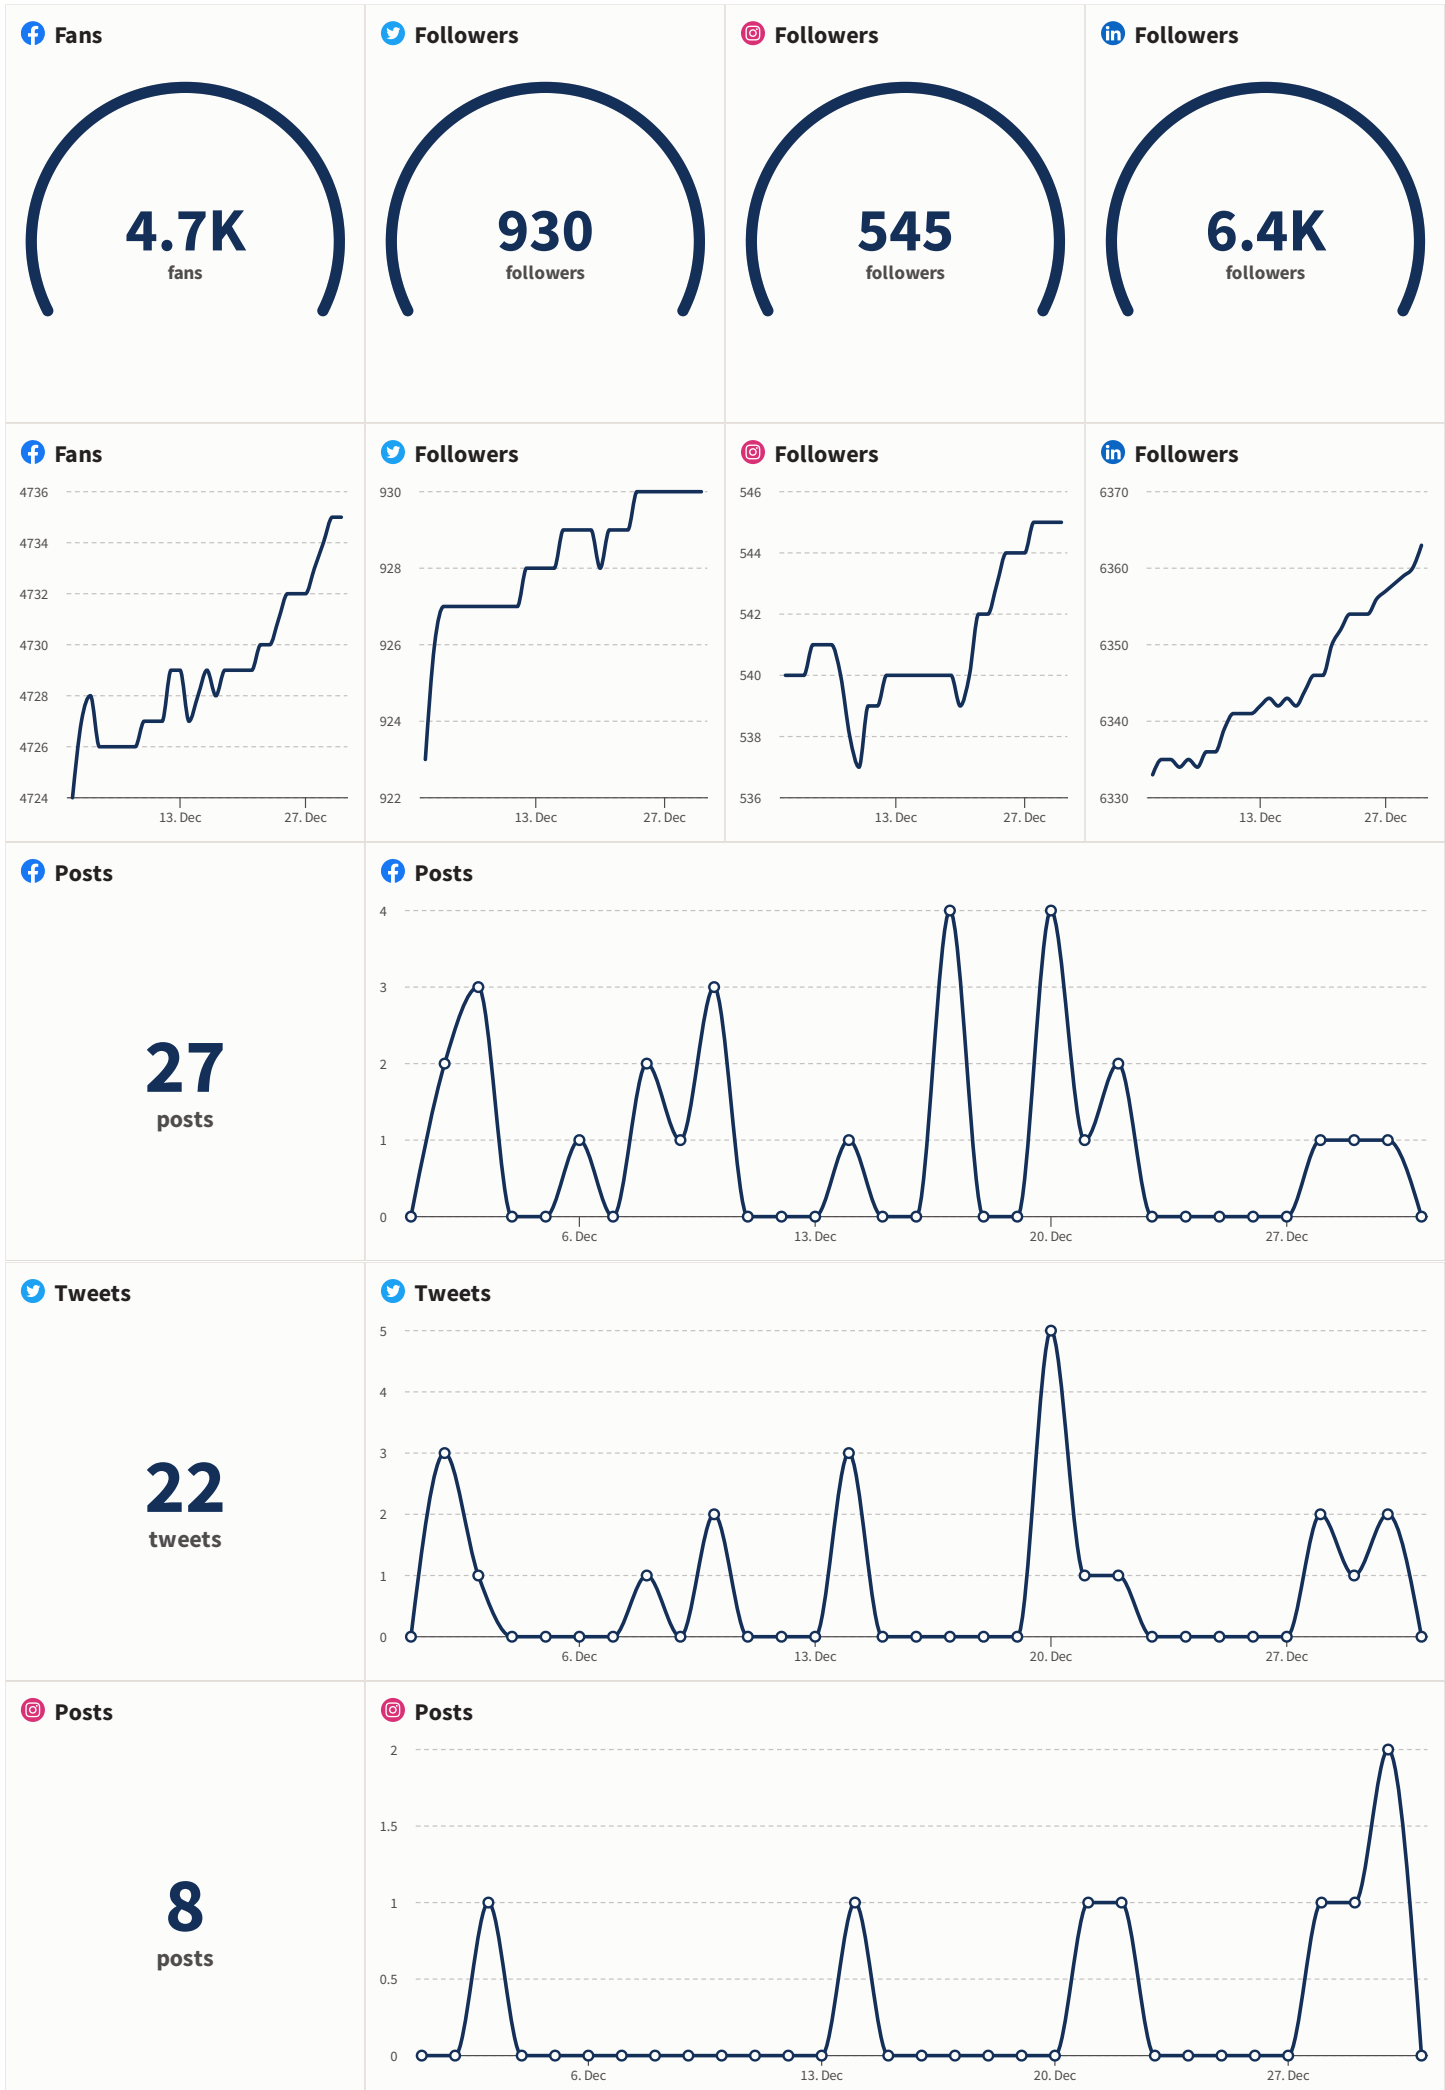 Fans
Followers
Followers
Followers
4.7K
fans
930
followers
545
followers
6.4K
followers
Fans
4736
4734
4732
4730
4728
4726
4724
13. Dec
27. Dec
Followers
930
928
926
924
922
13. Dec
27. Dec
Followers
546
544
542
540
538
536
13. Dec
27. Dec
Followers
6370
6360
6350
6340
6330
13. Dec
27. Dec
Posts
27
posts
Posts
4
3
2
1
0
6. Dec
13. Dec
20. Dec
27. Dec
Tweets
22
tweets
Tweets
5
4
3
2
1
0
6. Dec
13. Dec
20. Dec
27. Dec
Posts
8
posts
Posts
2
1.5
1
0.5
0
6. Dec
13. Dec
20. Dec
27. Dec